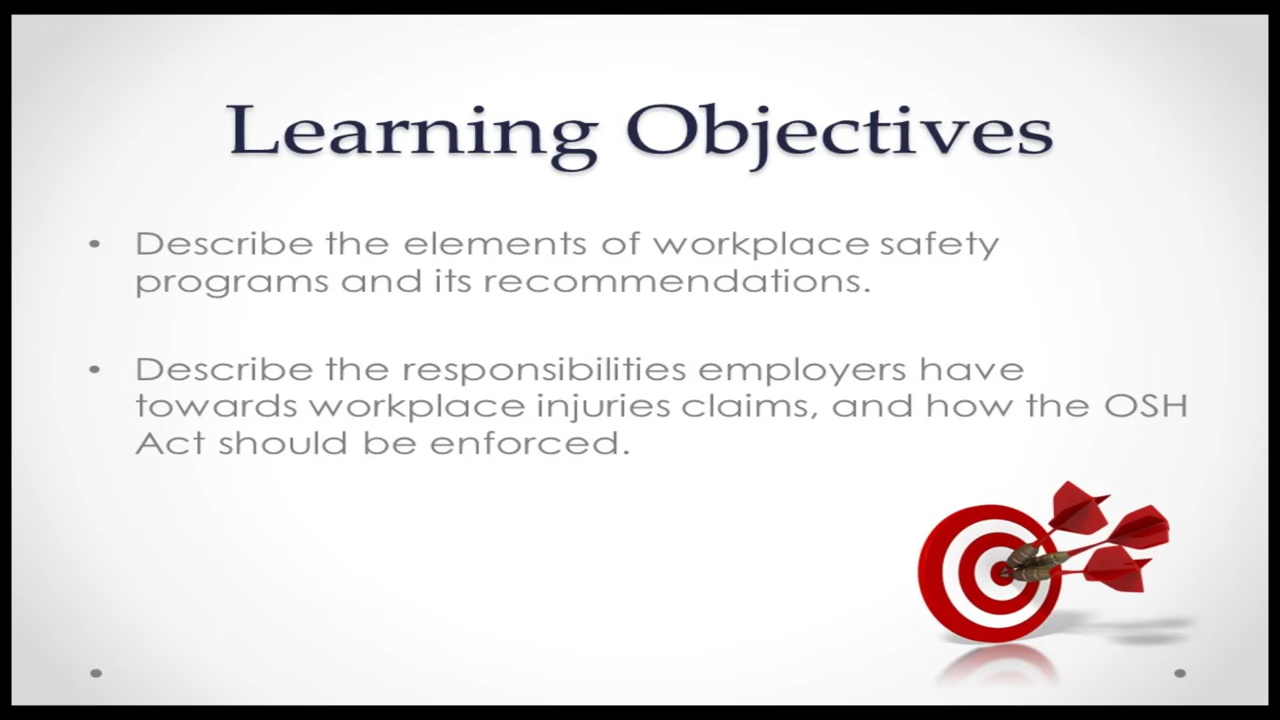 Learning Objectives
• Describe the elements of workplace safety
programs and its recommendations.
• Describe the responsibilities employers have
towards workplace injuries claims, and how the OSH
Act should be enforced.